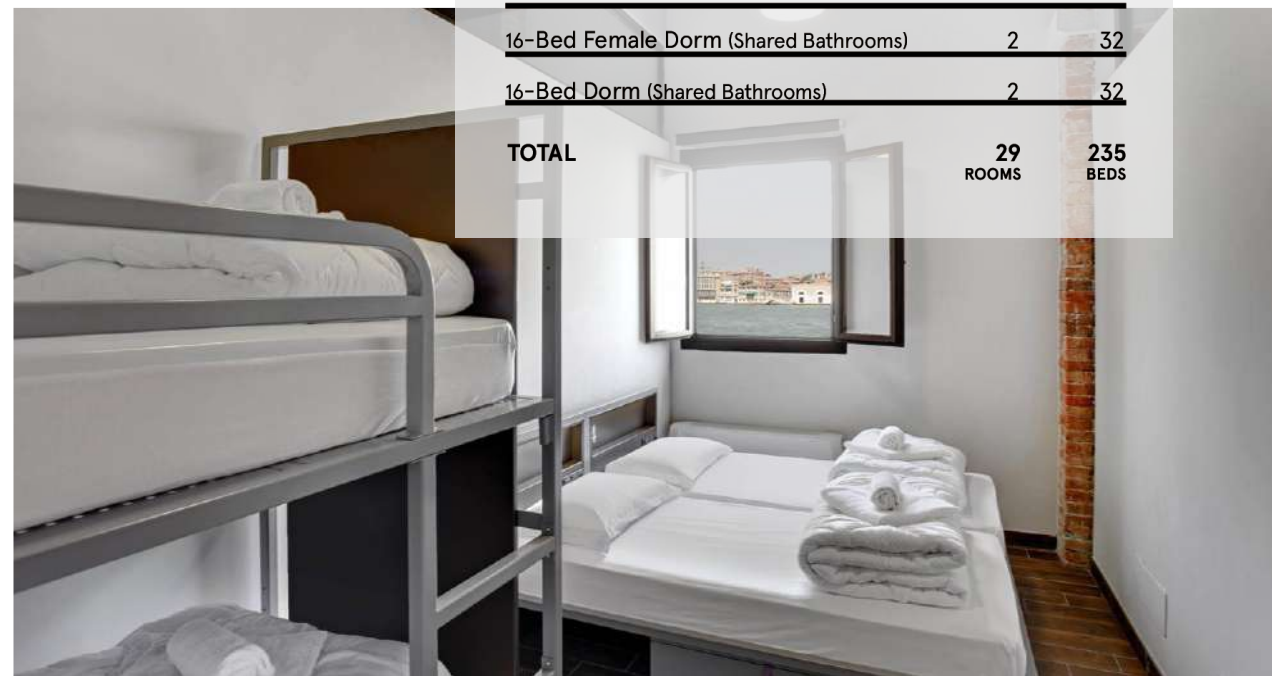 16-Bed Female Dorm (Shared Bathrooms) 2 32
16-Bed Dorm (Shared Bathrooms) 2 32
TOTAL 29 235
ROOMS BEDS